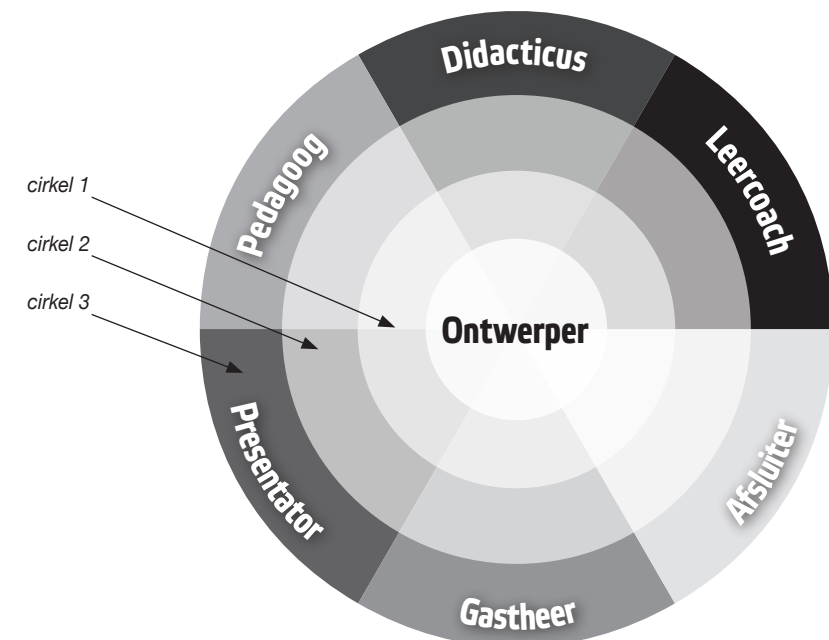 Didacticus
Leercoach
Pedagoog
cirkel 1
cirkel 2
cirkel 3
Ontwerper
Presentator
Afsluiter
Gastheer